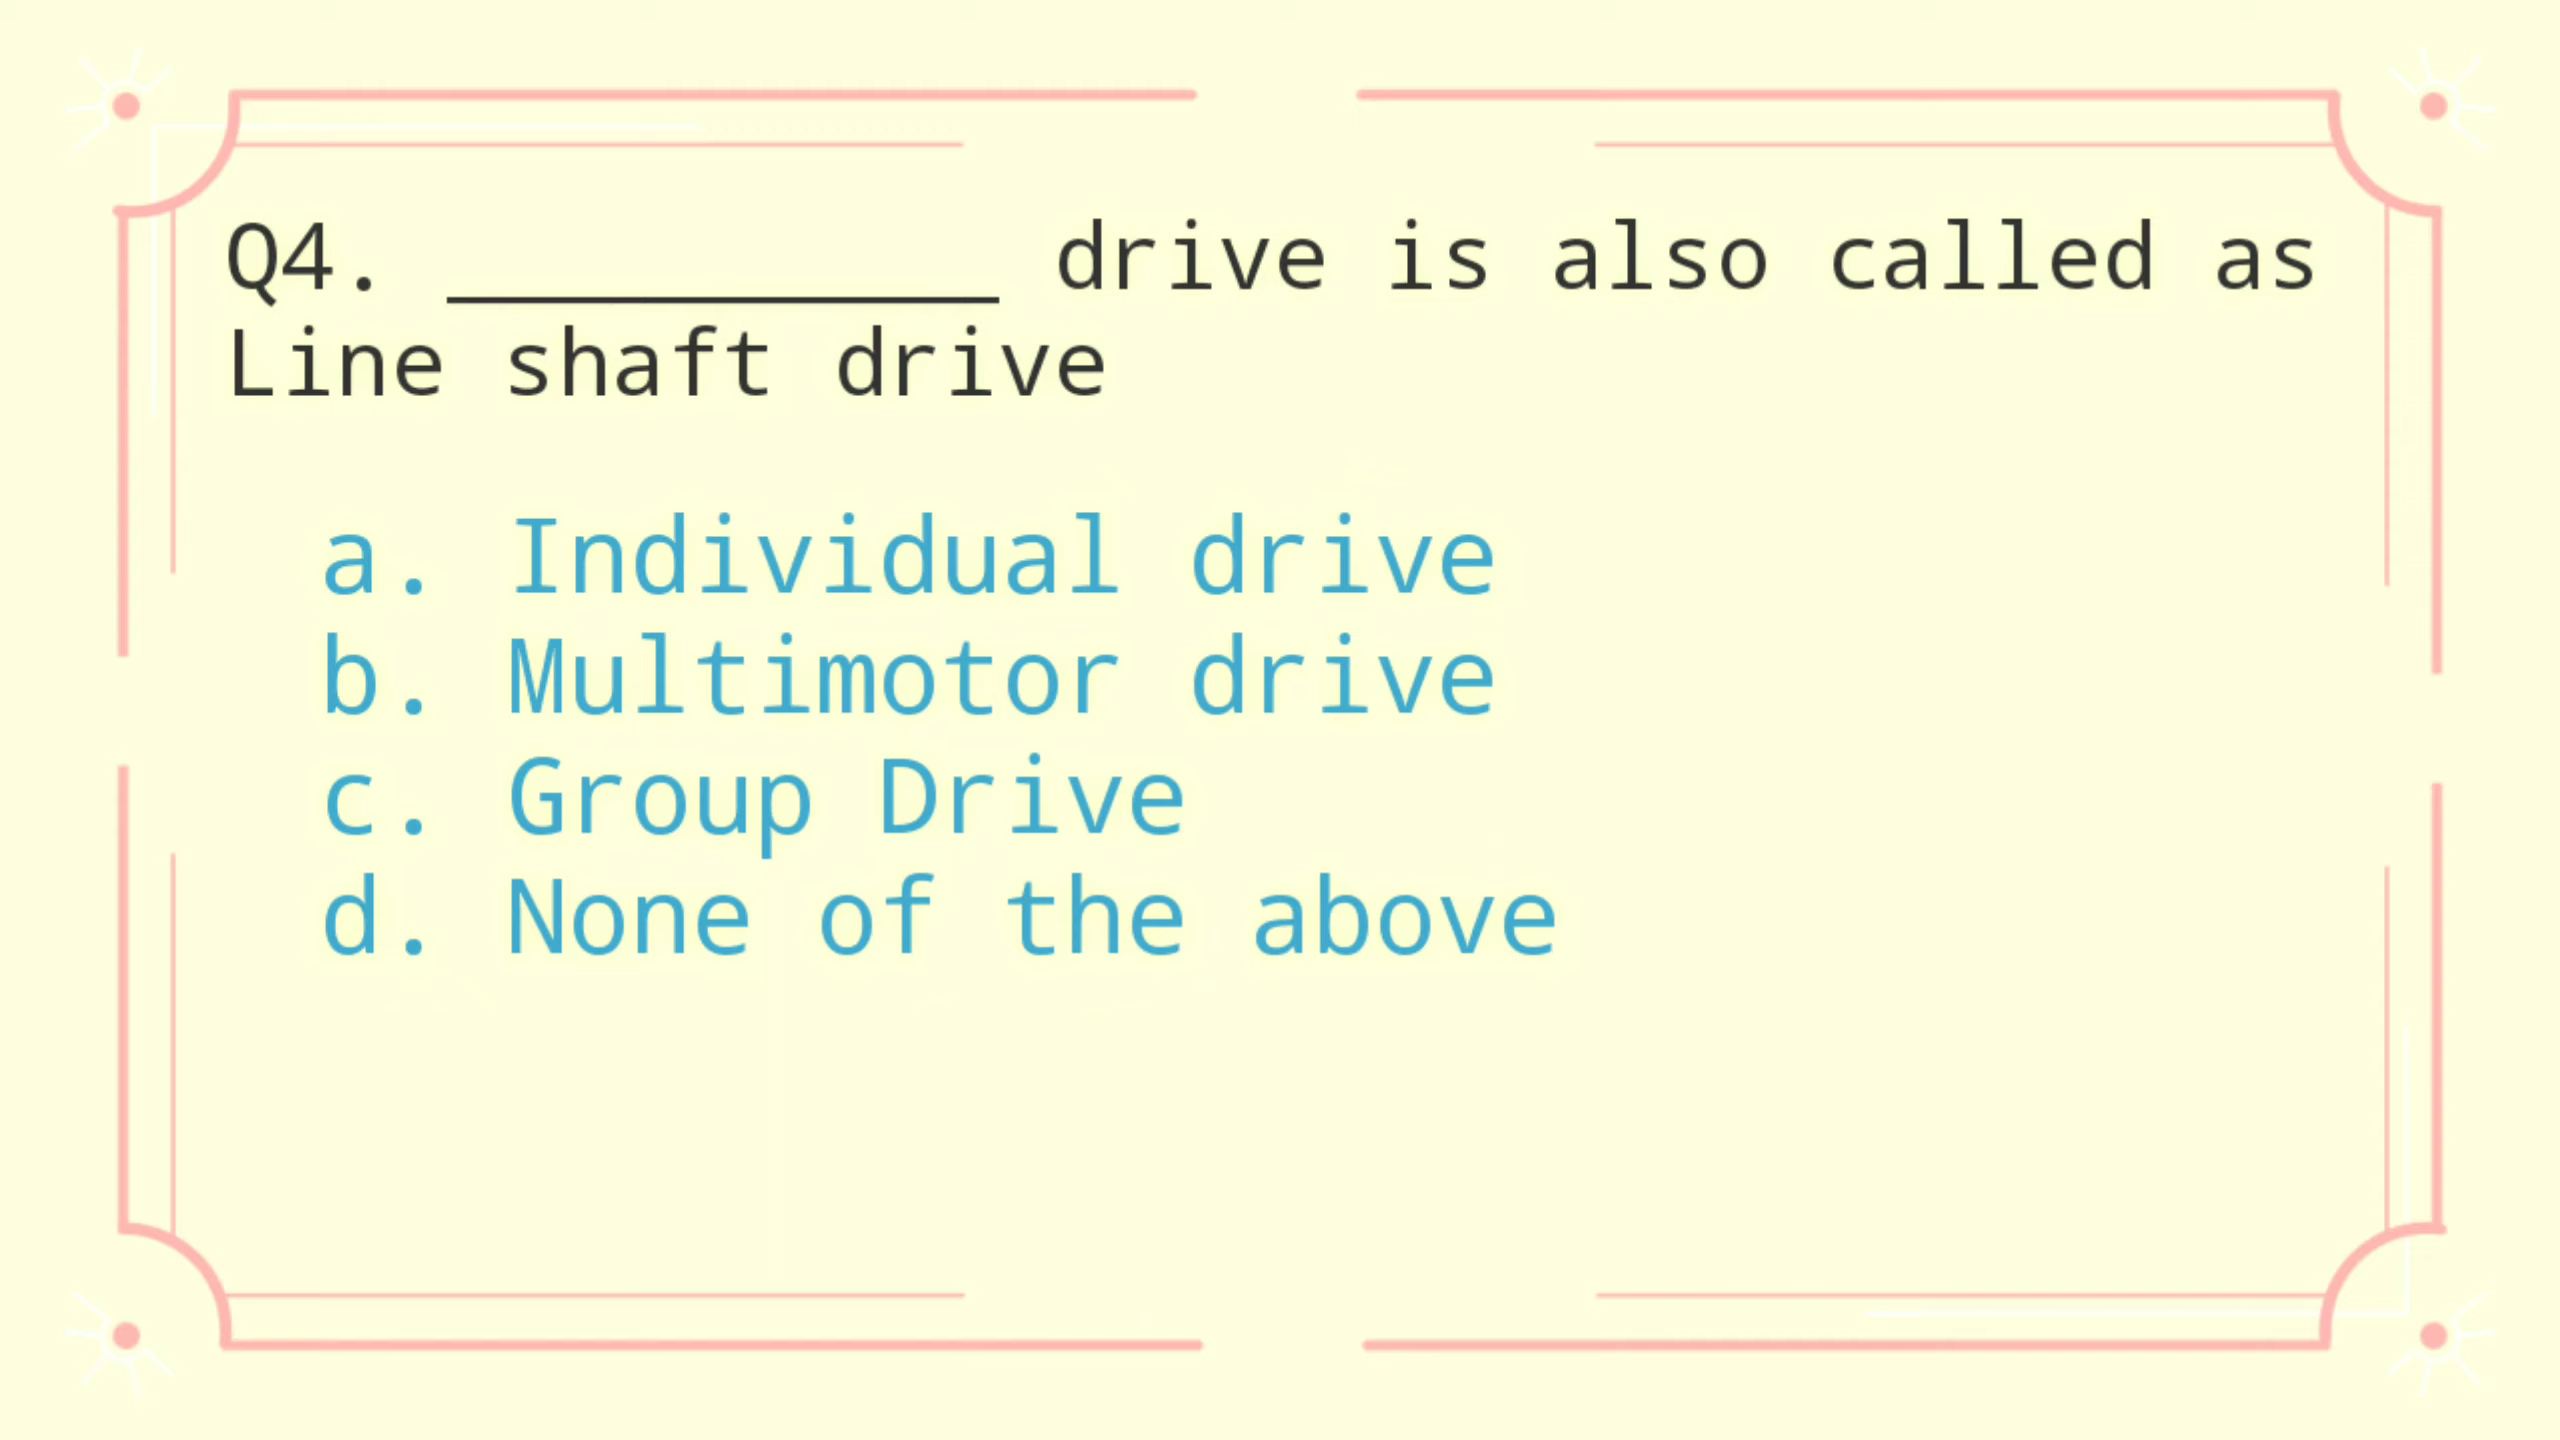 Q4. __________ drive is also called as
Line shaft drive
a. Individual drive
b. Multimotor drive
c. Group Drive
d. None of the above